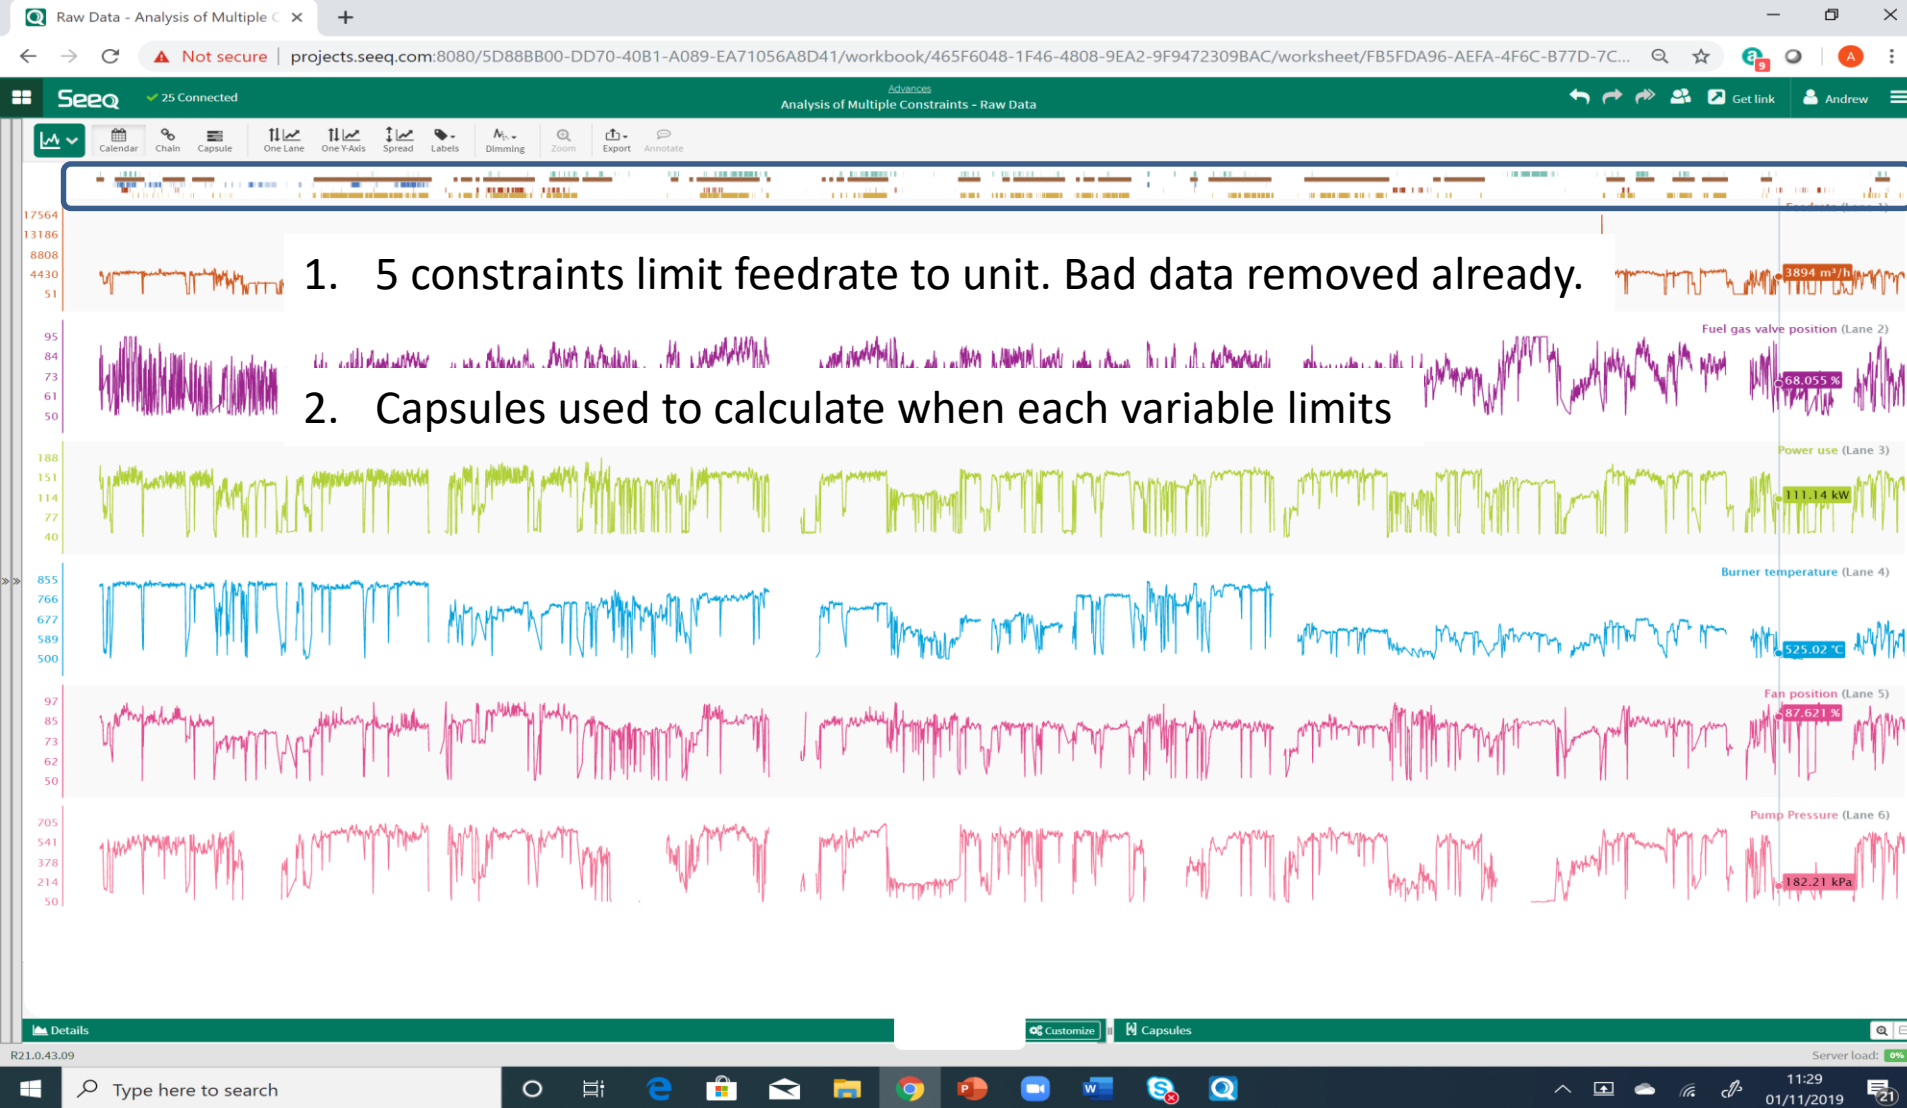 Raw Data - Analysis of Multiple C
Not secure | projects.seeq.com:8080/5D88BB00-DD70-40B1-A089-EA71056A8D41/workbook/465F6048-1F46-4808-9EA2-9F9472309BAC/worksheet/FB5FDA96-AEFA-4F6C-B77D-7C...
9
A
Seeq
25 Connected
Advances
Analysis of Multiple Constraints - Raw Data
Get link
Andrew
Calendar Chain Capsule One Lane One Y-Axis Spread Labels Dimming Zoom Export Annotate
17564
13186
8808
4430
51
3894 m³/h
1. 5 constraints limit feedrate to unit. Bad data removed already.
Fuel gas valve position (Lane 2)
95
84
73
61
50
68.055 %
2. Capsules used to calculate when each variable limits
Power use (Lane 3)
188
151
114
77
40
111.14 kW
Burner temperature (Lane 4)
855
766
677
589
500
525.02 °C
Fan position (Lane 5)
97
85
73
62
50
87.621 %
Pump Pressure (Lane 6)
705
541
378
214
50
182.21 kPa
Details
Customize
Capsules
R21.0.43.09
Server load: 0%
Type here to search
11:29
01/11/2019
21